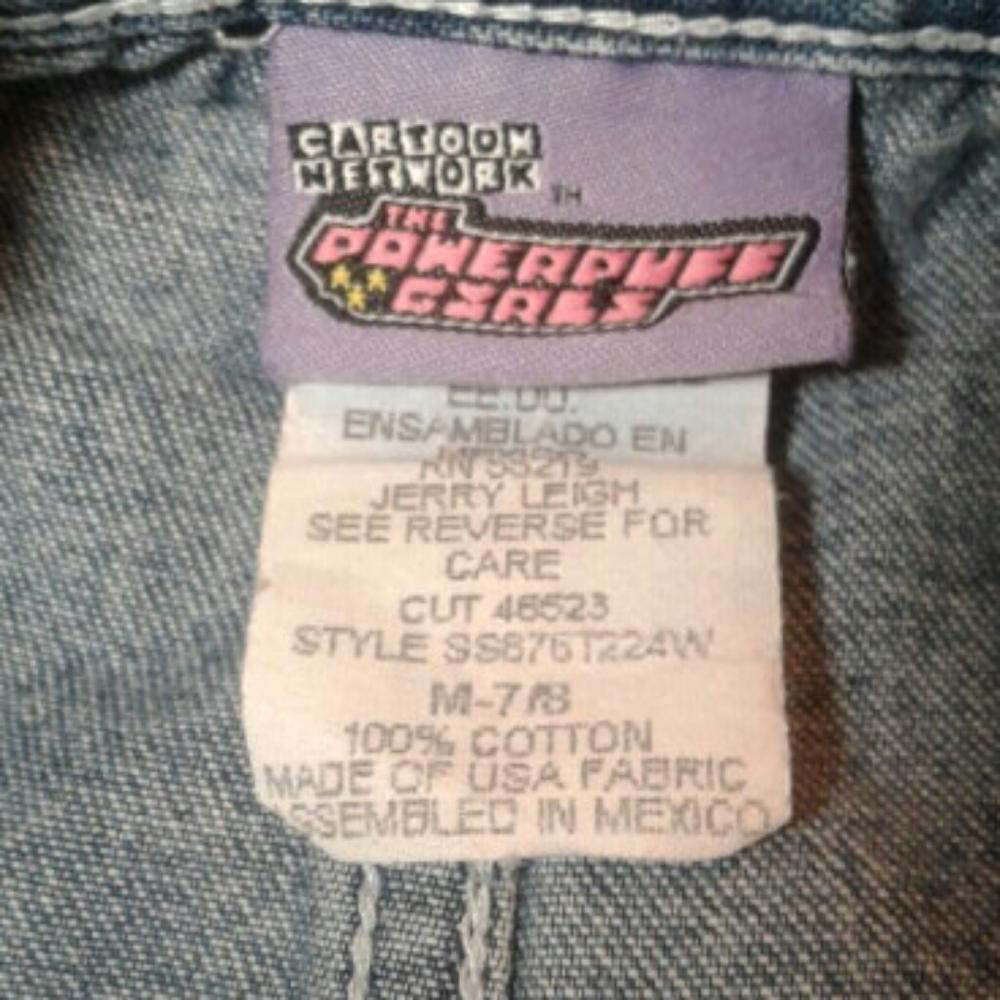 CARTOON
NETWORK
TM
THE
POWERPUFF
GIRLS
EE.UU.
ENSAMBLADO EN
RN 55219
JERRY LEIGH
SEE REVERSE FOR
CARE
CUT 46523
STYLE SS876T224W
M-7/8
100% COTTON
MADE OF USA FABRIC
ASSEMBLED IN MEXICO